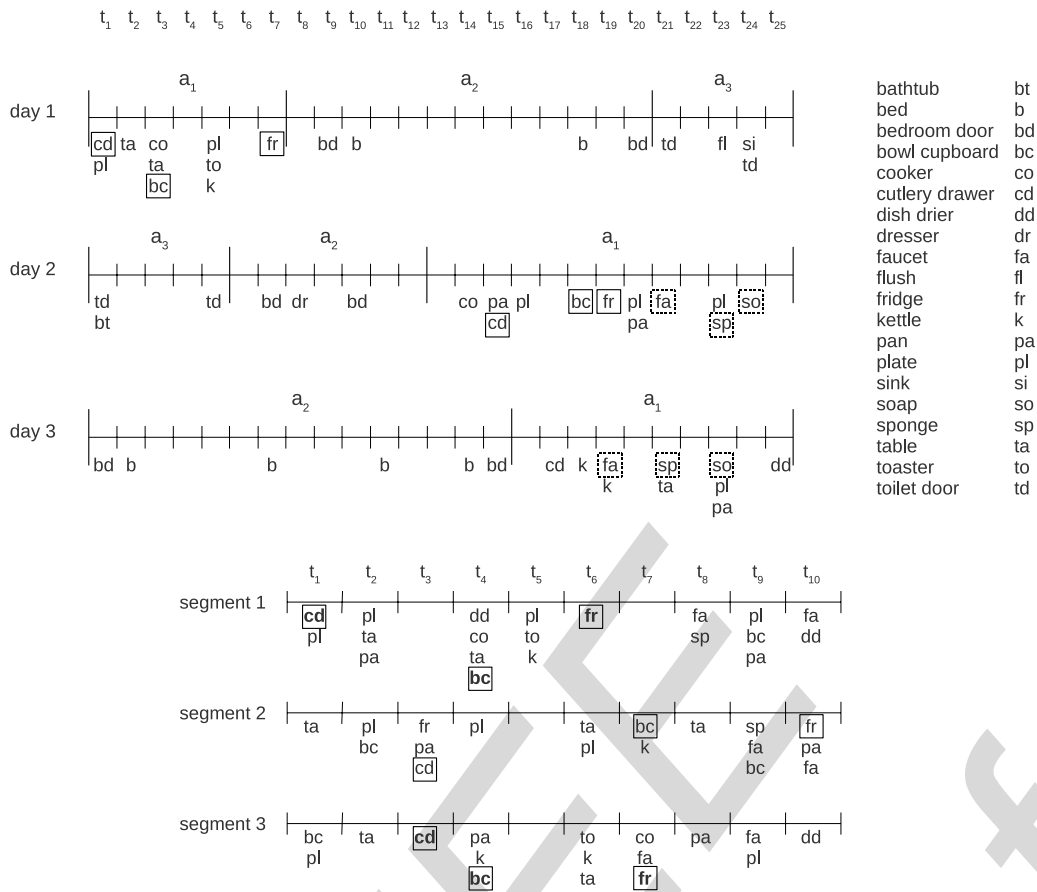 t1 t2 t3 t4 t5 t6 t7 t8 t9 t10 t11 t12 t13 t14 t15 t16 t17 t18 t19 t20 t21 t22 t23 t24 t25
a1 a2 a3
day 1
cd ta co pl fr bd b b bd td fl si
pl ta to td
bc k
a3 a2 a1
day 2
td td bd dr bd co pa pl bc fr pl fa pl so
bt cd pa sp
a2 a1
day 3
bd b b b b bd cd k fa sp so dd
k ta pl
pa
bathtub bt
bed b
bedroom door bd
bowl cupboard bc
cooker co
cutlery drawer cd
dish drier dd
dresser dr
faucet fa
flush fl
fridge fr
kettle k
pan pa
plate pl
sink si
soap so
sponge sp
table ta
toaster to
toilet door td
t1 t2 t3 t4 t5 t6 t7 t8 t9 t10
segment 1
cd pl dd pl fr fa pl fa
pl ta co to sp bc dd
pa ta k pa
bc
segment 2
ta pl fr pl ta bc ta sp fr
bc pa pl k fa pa
cd bc fa
segment 3
bc ta cd pa to co pa fa dd
pl k k fa pl
bc ta fr